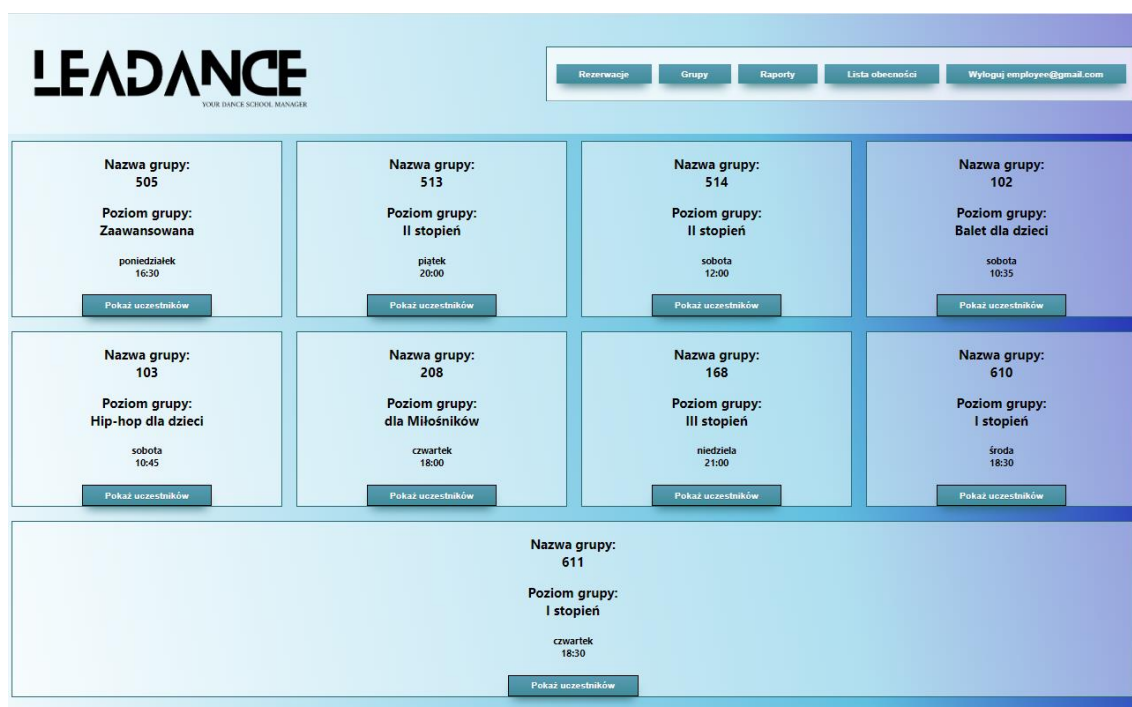 LEADANCE
YOUR DANCE SCHOOL MANAGER
Rezerwacje
Grupy
Raporty
Lista obecności
Wyloguj employee@gmail.com
Nazwa grupy:
505
Poziom grupy:
Zaawansowana
poniedziałek
16:30
Pokaż uczestników
Nazwa grupy:
513
Poziom grupy:
II stopień
piątek
20:00
Pokaż uczestników
Nazwa grupy:
514
Poziom grupy:
II stopień
sobota
12:00
Pokaż uczestników
Nazwa grupy:
102
Poziom grupy:
Balet dla dzieci
sobota
10:35
Pokaż uczestników
Nazwa grupy:
103
Poziom grupy:
Hip-hop dla dzieci
sobota
10:45
Pokaż uczestników
Nazwa grupy:
208
Poziom grupy:
dla Miłośników
czwartek
18:00
Pokaż uczestników
Nazwa grupy:
168
Poziom grupy:
III stopień
niedziela
21:00
Pokaż uczestników
Nazwa grupy:
610
Poziom grupy:
I stopień
środa
18:30
Pokaż uczestników
Nazwa grupy:
611
Poziom grupy:
I stopień
czwartek
18:30
Pokaż uczestników